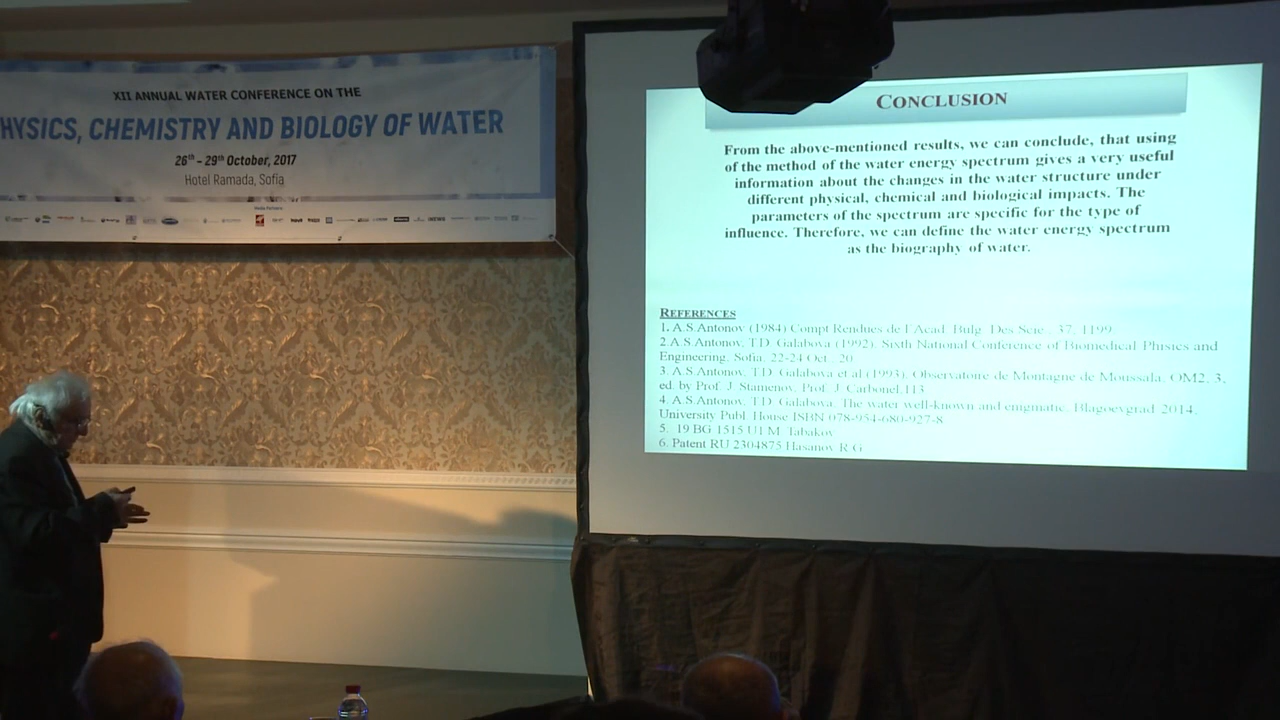 XII ANNUAL WATER CONFERENCE ON THE
HYSICS, CHEMISTRY AND BIOLOGY OF WATER
26th – 29th October, 2017
Hotel Ramada, Sofia
Media Partners:
CONCLUSION
From the above-mentioned results, we can conclude, that using
of the method of the water energy spectrum gives a very useful
information about the changes in the water structure under
different physical, chemical and biological impacts. The
parameters of the spectrum are specific for the type of
influence. Therefore, we can define the water energy spectrum
as the biography of water.
REFERENCES
1. A.S.Antonov (1984) Compt Rendues de l'Acad. Bulg. Des Scie., 37, 1199
2.A.S.Antonov, T.D. Galabova (1992). Sixth National Conference of Biomedical Phisics and
Engineering. Sofia. 22-24 Oct., 20
3. A.S.Antonov, T.D. Galabova et al (1993). Observatoire de Montagne de Moussala. OM2. 3.
ed. by Prof. J. Stamenov, Prof. J. Carbonel,113
4. A.S.Antonov, T.D. Galabova. The water well-known and enigmatic. Blagoevgrad 2014.
University Publ. House ISBN 078-954-680-927-8
5. 19 BG 1515 U1 M. Tabakov
6. Patent RU 2304875 Hasanov R.G